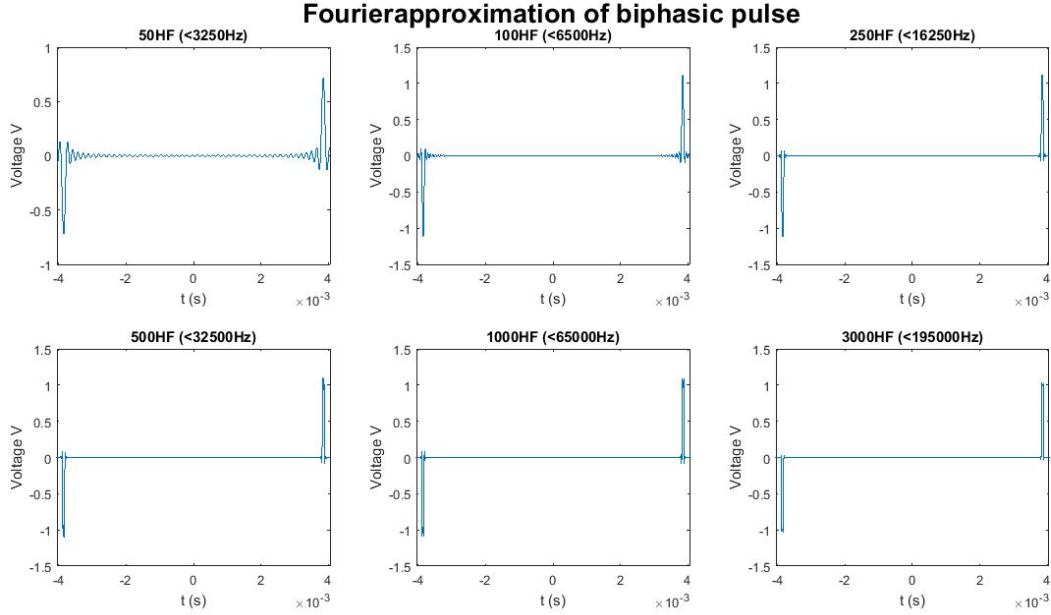 Fourierapproximation of biphasic pulse
50HF (<3250Hz)
1
0.5
0
-0.5
-1
Voltage V
-4 -2 0 2 4
t (s)
×10-3
100HF (<6500Hz)
1.5
1
0.5
0
-0.5
-1
-1.5
Voltage V
-4 -2 0 2 4
t (s)
×10-3
250HF (<16250Hz)
1.5
1
0.5
0
-0.5
-1
-1.5
Voltage V
-4 -2 0 2 4
t (s)
×10-3
500HF (<32500Hz)
1.5
1
0.5
0
-0.5
-1
-1.5
Voltage V
-4 -2 0 2 4
t (s)
×10-3
1000HF (<65000Hz)
1.5
1
0.5
0
-0.5
-1
-1.5
Voltage V
-4 -2 0 2 4
t (s)
×10-3
3000HF (<195000Hz)
1.5
1
0.5
0
-0.5
-1
-1.5
Voltage V
-4 -2 0 2 4
t (s)
×10-3